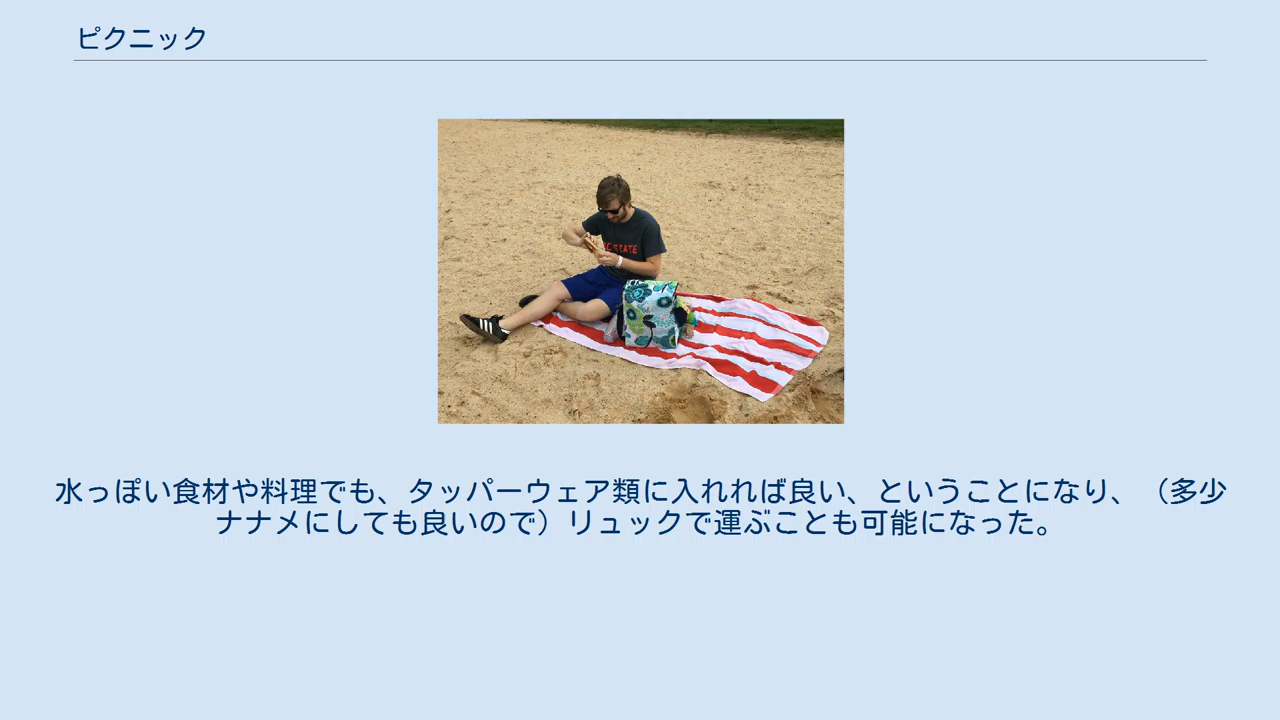 ピクニック
STATE
水っぽい食材や料理でも、タッパーウェア類に入れれば良い、ということになり、（多少
ナナメにしても良いので）リュックで運ぶことも可能になった。